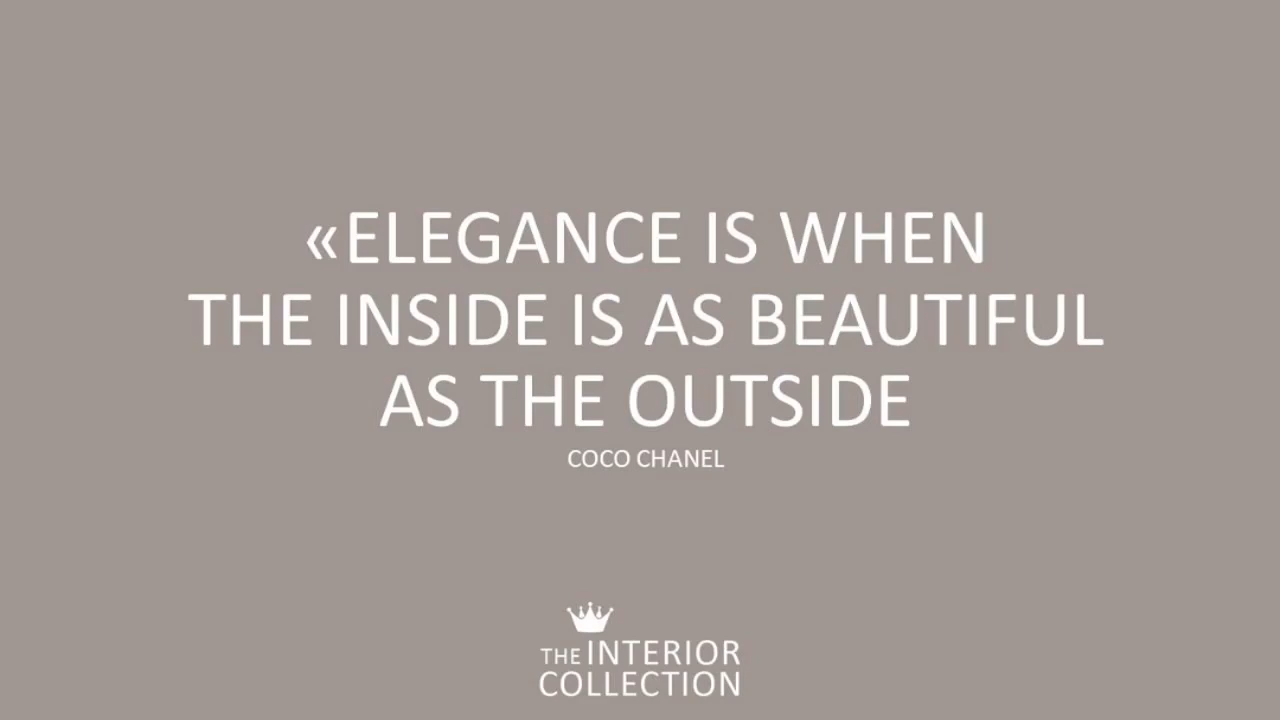 «ELEGANCE IS WHEN
THE INSIDE IS AS BEAUTIFUL
AS THE OUTSIDE
COCO CHANEL
THE INTERIOR
COLLECTION